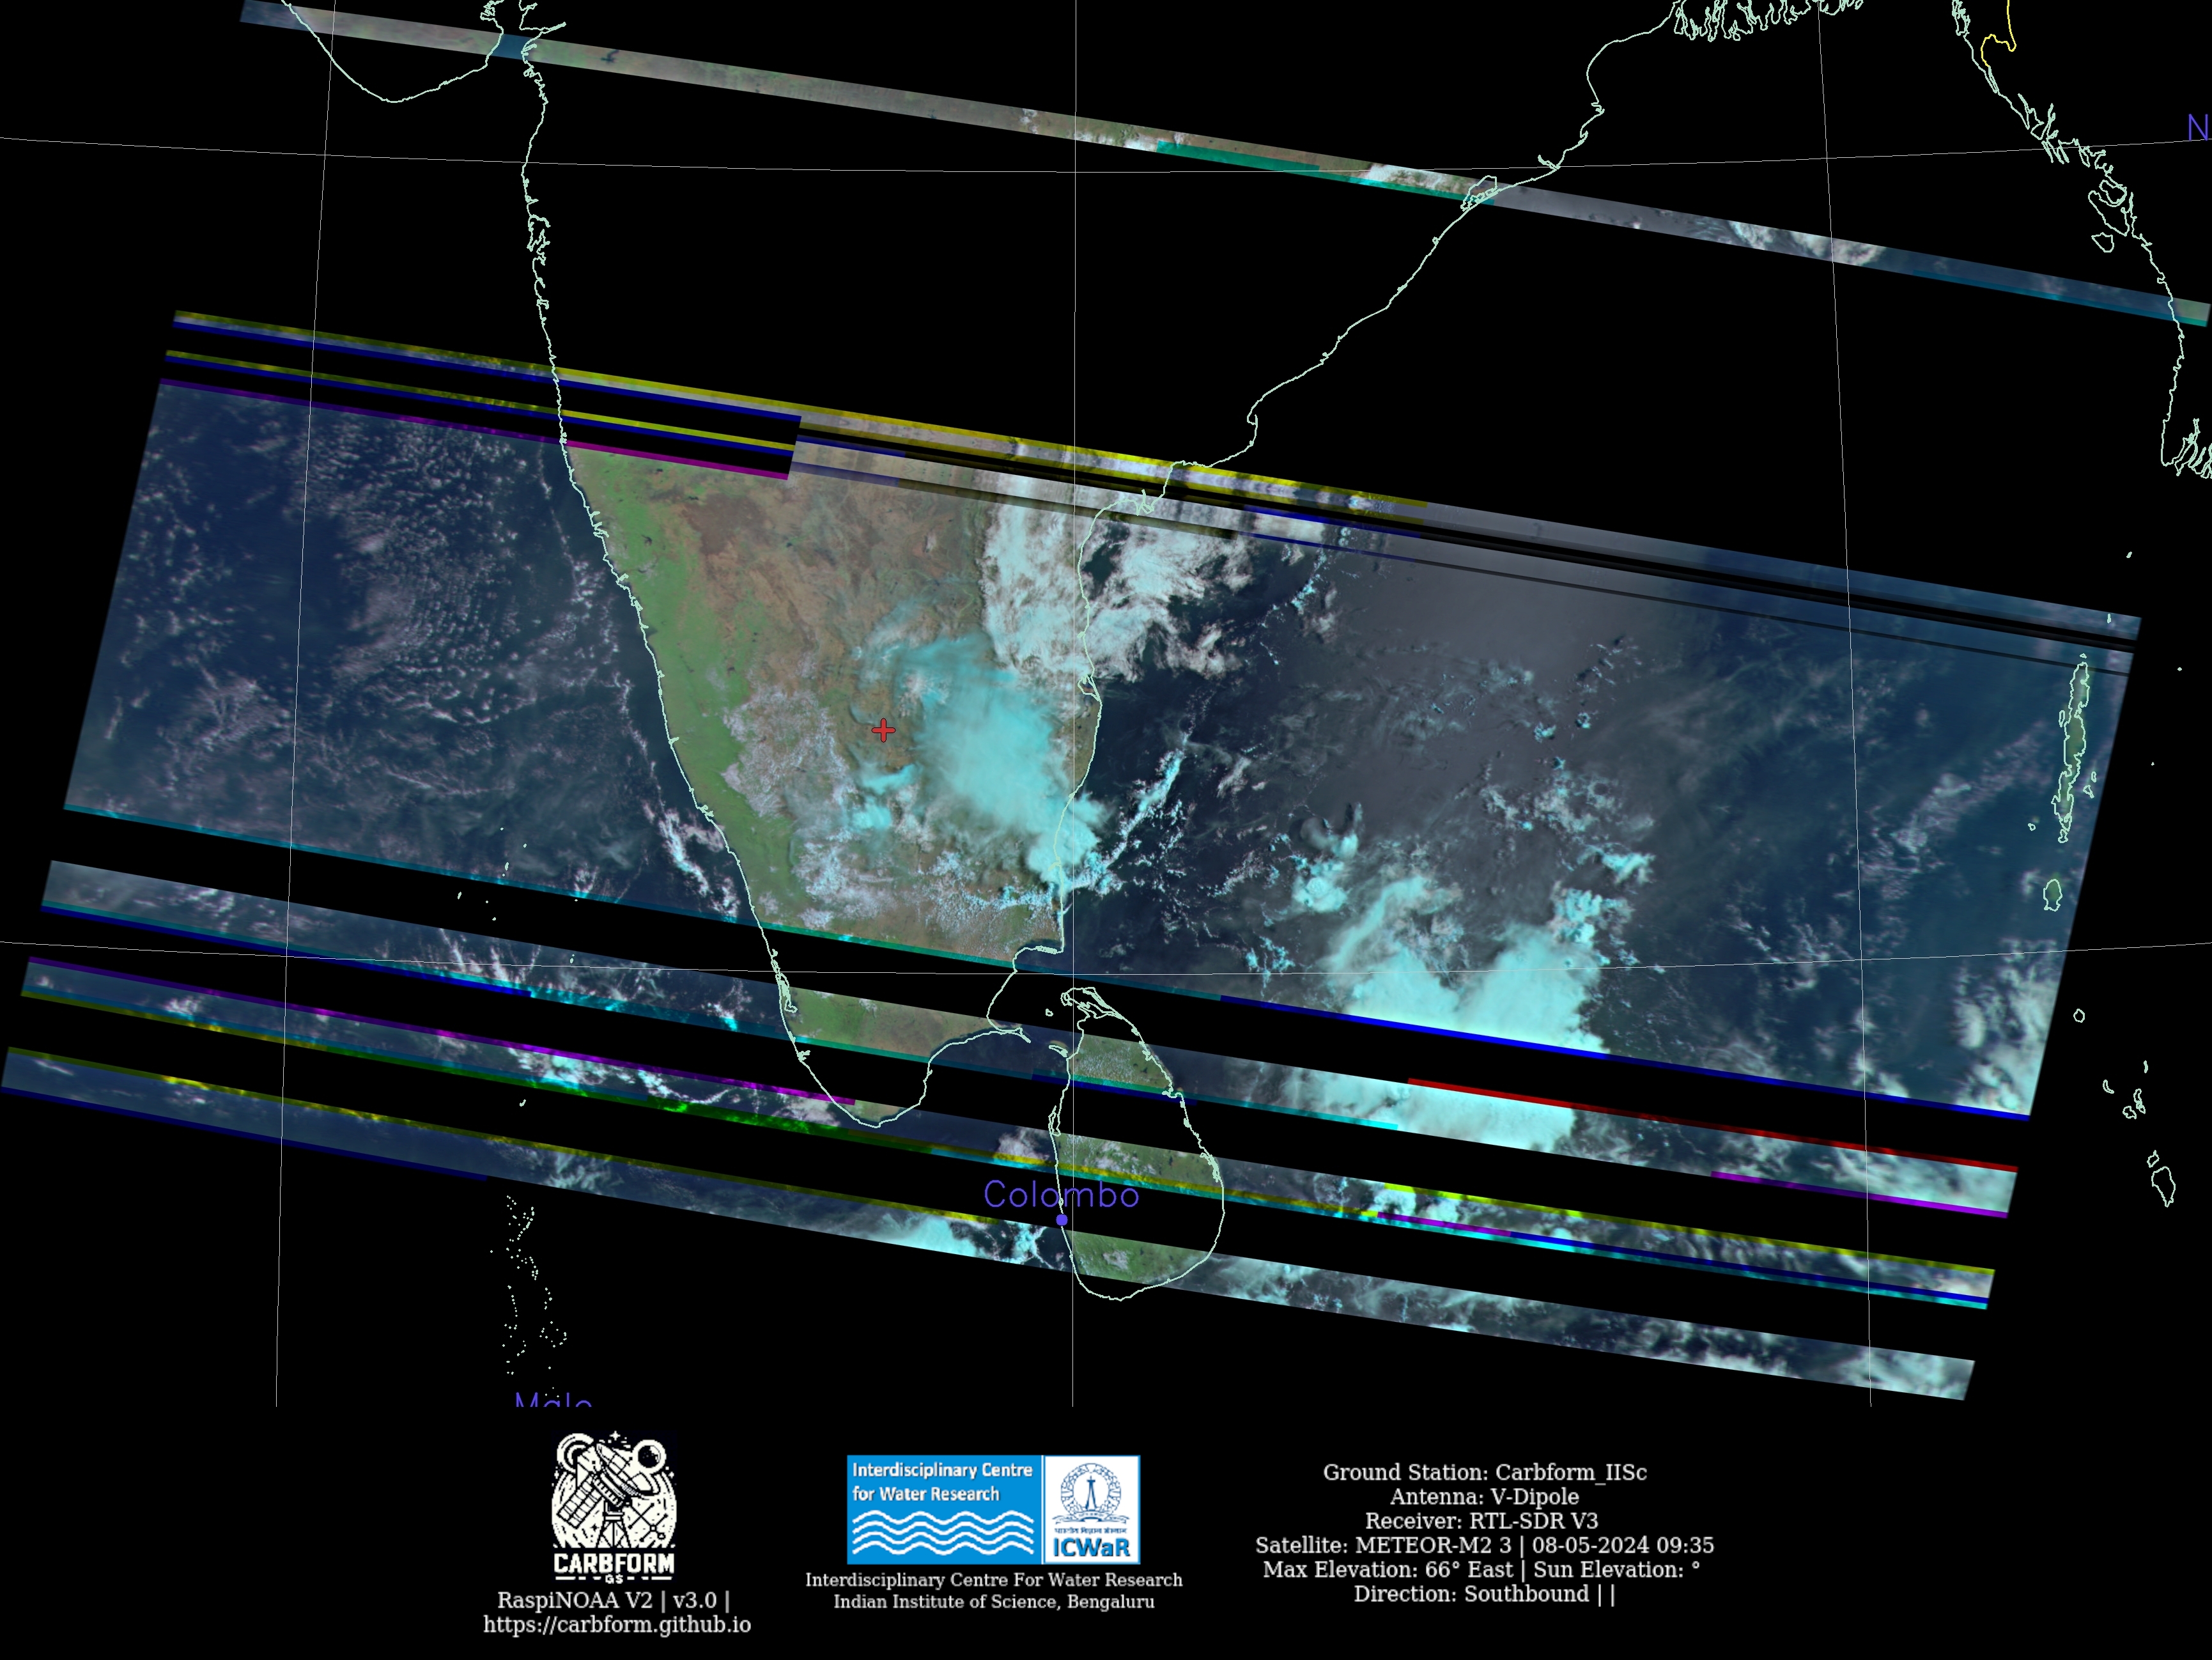 N
Colombo
Male
CARBFORM
GS
RaspiNOAA V2 | v3.0 |
https://carbform.github.io
Interdisciplinary Centre
for Water Research
ICWaR
Interdisciplinary Centre For Water Research
Indian Institute of Science, Bengaluru
Ground Station: Carbform_IISc
Antenna: V-Dipole
Receiver: RTL-SDR V3
Satellite: METEOR-M2 3 | 08-05-2024 09:35
Max Elevation: 66° East | Sun Elevation: °
Direction: Southbound | |